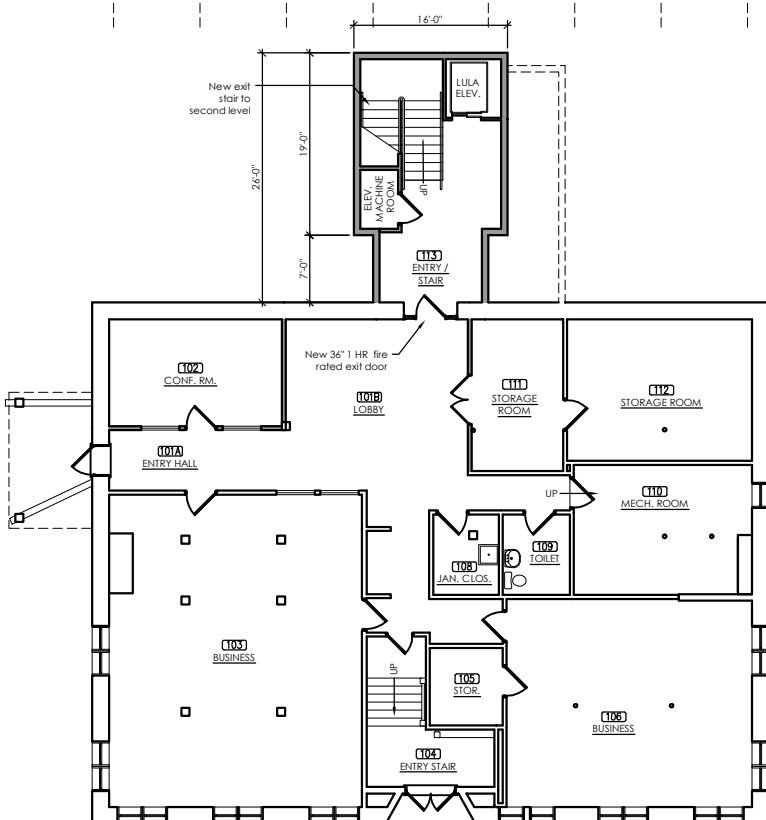 16'-0"
LULA
ELEV.
New exit
stair to
second level
26'-0"
19'-0"
UP
ELEV.
MACHINE
ROOM
7'-0"
113
ENTRY /
STAIR
New 36" 1 HR fire
rated exit door
102
CONF. RM.
101B
LOBBY
111
STORAGE
ROOM
112
STORAGE ROOM
101A
ENTRY HALL
UP
110
MECH. ROOM
108
JAN. CLOS.
109
TOILET
103
BUSINESS
UP
105
STOR.
106
BUSINESS
104
ENTRY STAIR